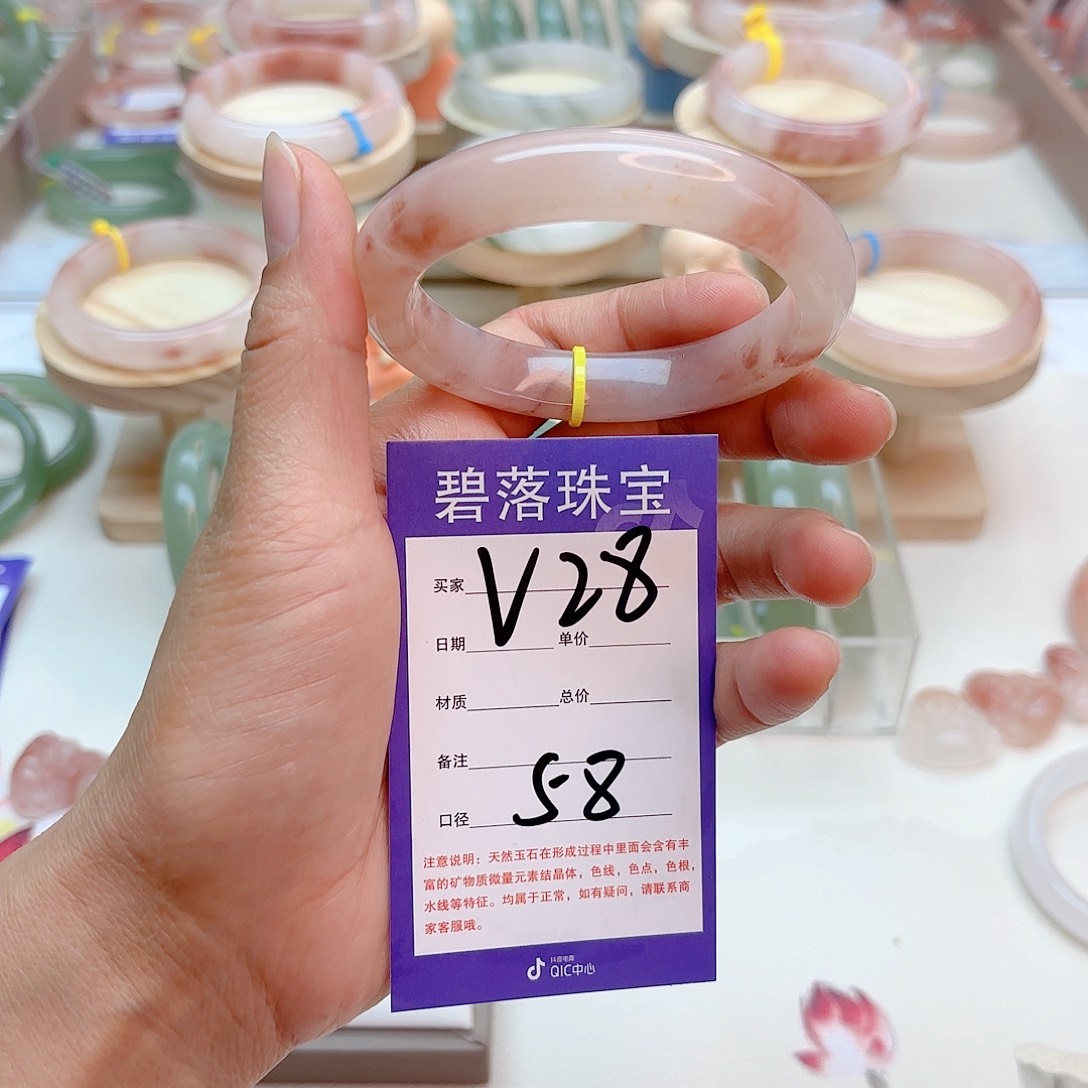 碧落珠宝
买家 V28
日期 单价
材质 总价
备注
口径 58
注意说明：天然玉石在形成过程中里面会含有丰
富的矿物质微量元素结晶体，色线，色点，色根，
水线等特征。均属于正常，如有疑问，请联系商
家客服哦。
抖音电商
QIC中心